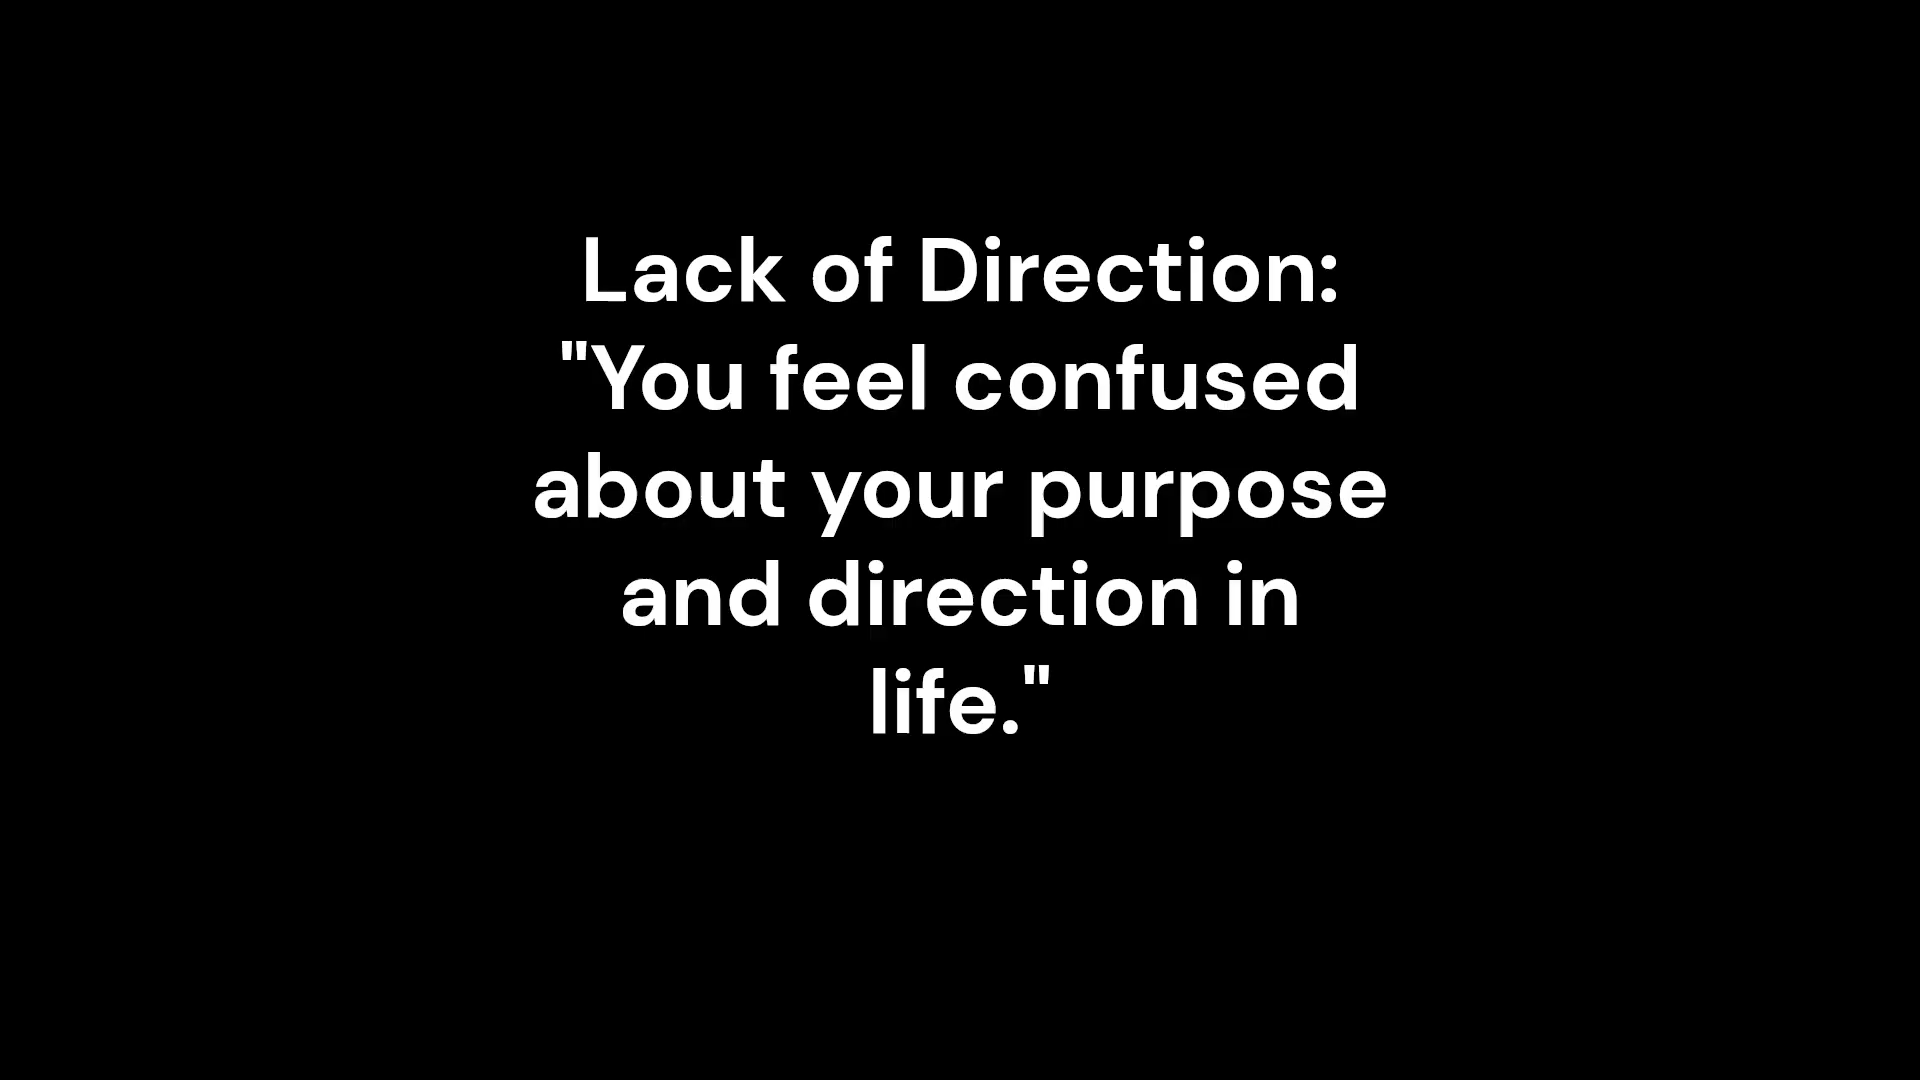 Lack of Direction:
"You feel confused
about your purpose
and direction in
life."